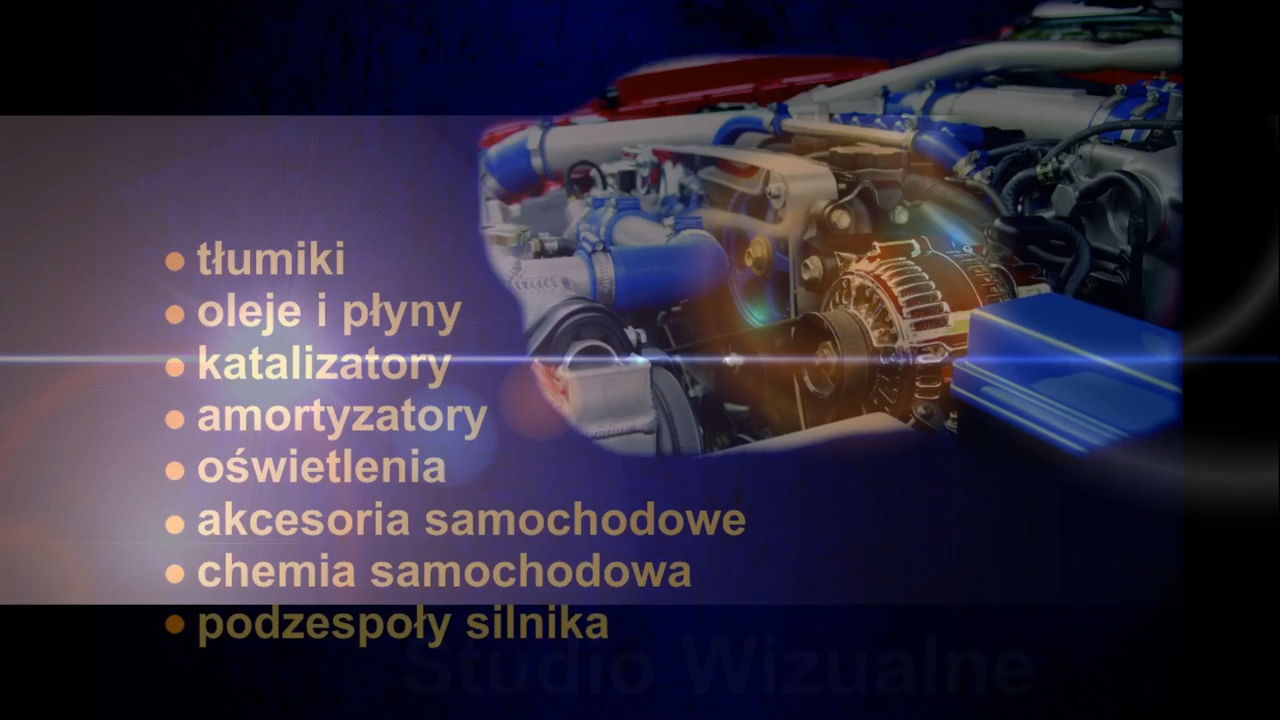 • tłumiki
• oleje i płyny
• katalizatory
• amortyzatory
• oświetlenia
• akcesoria samochodowe
• chemia samochodowa
• podzespoły silnika
Studio Wizualne